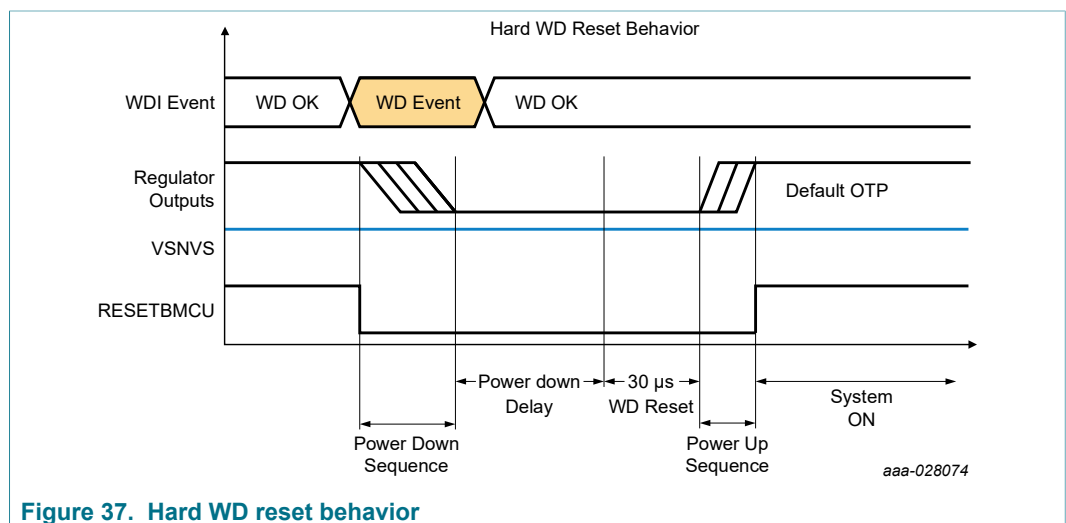 Hard WD Reset Behavior
WDI Event
WD OK
WD Event
WD OK
Regulator
Outputs
Default OTP
VSNVS
RESETBMCU
Power down
Delay
30 µs
WD Reset
System
ON
Power Down
Sequence
Power Up
Sequence
aaa-028074
Figure 37. Hard WD reset behavior